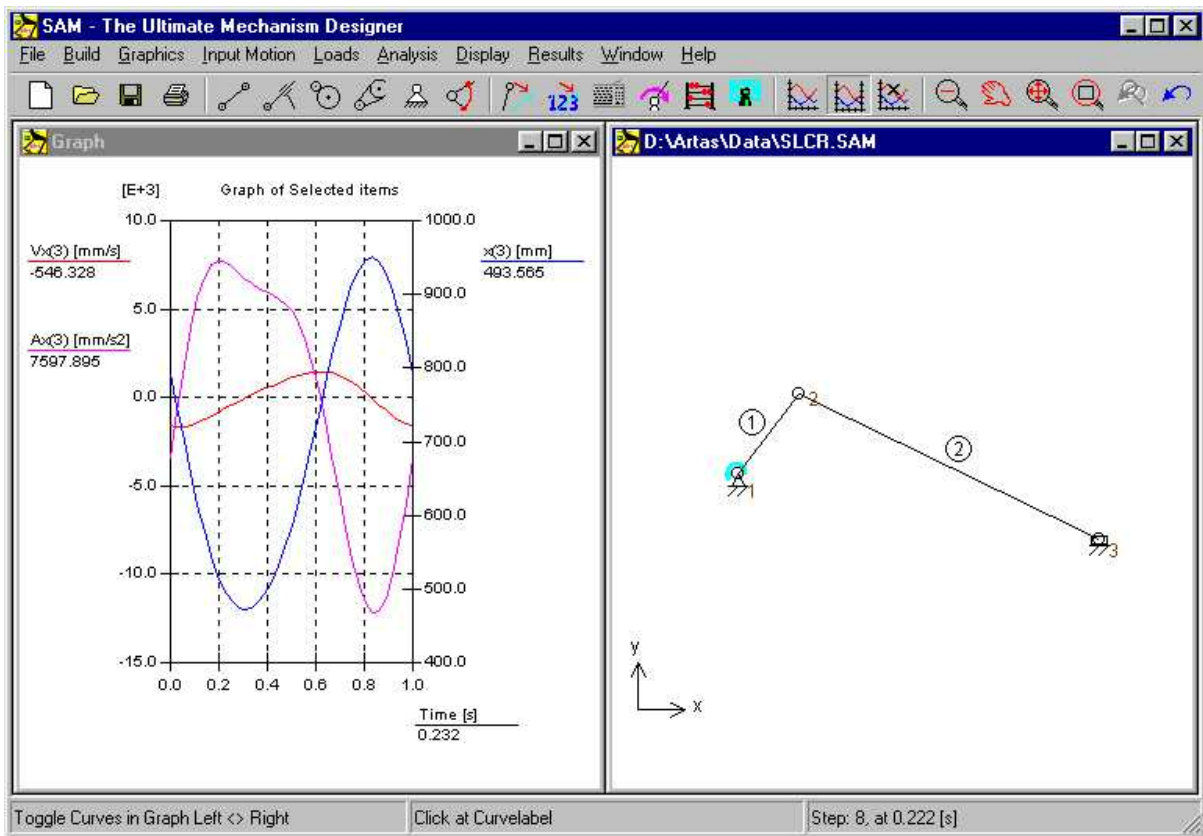 SAM - The Ultimate Mechanism Designer
File Build Graphics Input Motion Loads Analysis Display Results Window Help
123
Graph
[E+3] Graph of Selected items
10.0
5.0
0.0
-5.0
-10.0
-15.0
Vx(3) [mm/s]
-546.328
Ax(3) [mm/s2]
7597.895
1000.0
900.0
800.0
700.0
600.0
500.0
400.0
x(3) [mm]
493.565
0.0 0.2 0.4 0.6 0.8 1.0
Time [s]
0.232
D:\Artas\Data\SLCR.SAM
1
2
2
1
3
y
x
Toggle Curves in Graph Left <> Right
Click at Curvelabel
Step: 8, at 0.222 [s]